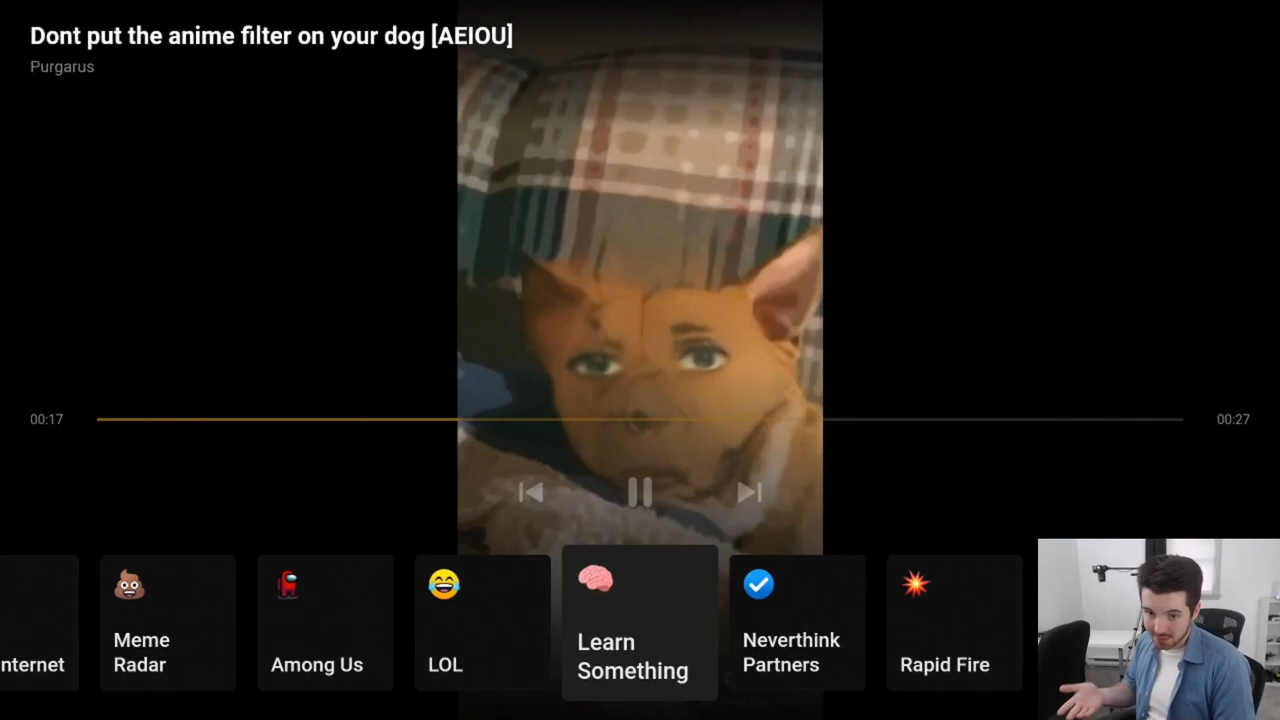 Dont put the anime filter on your dog [AEIOU]
Purgarus
00:17
00:27
nternet
Meme
Radar
Among Us
LOL
Learn
Something
Neverthink
Partners
Rapid Fire